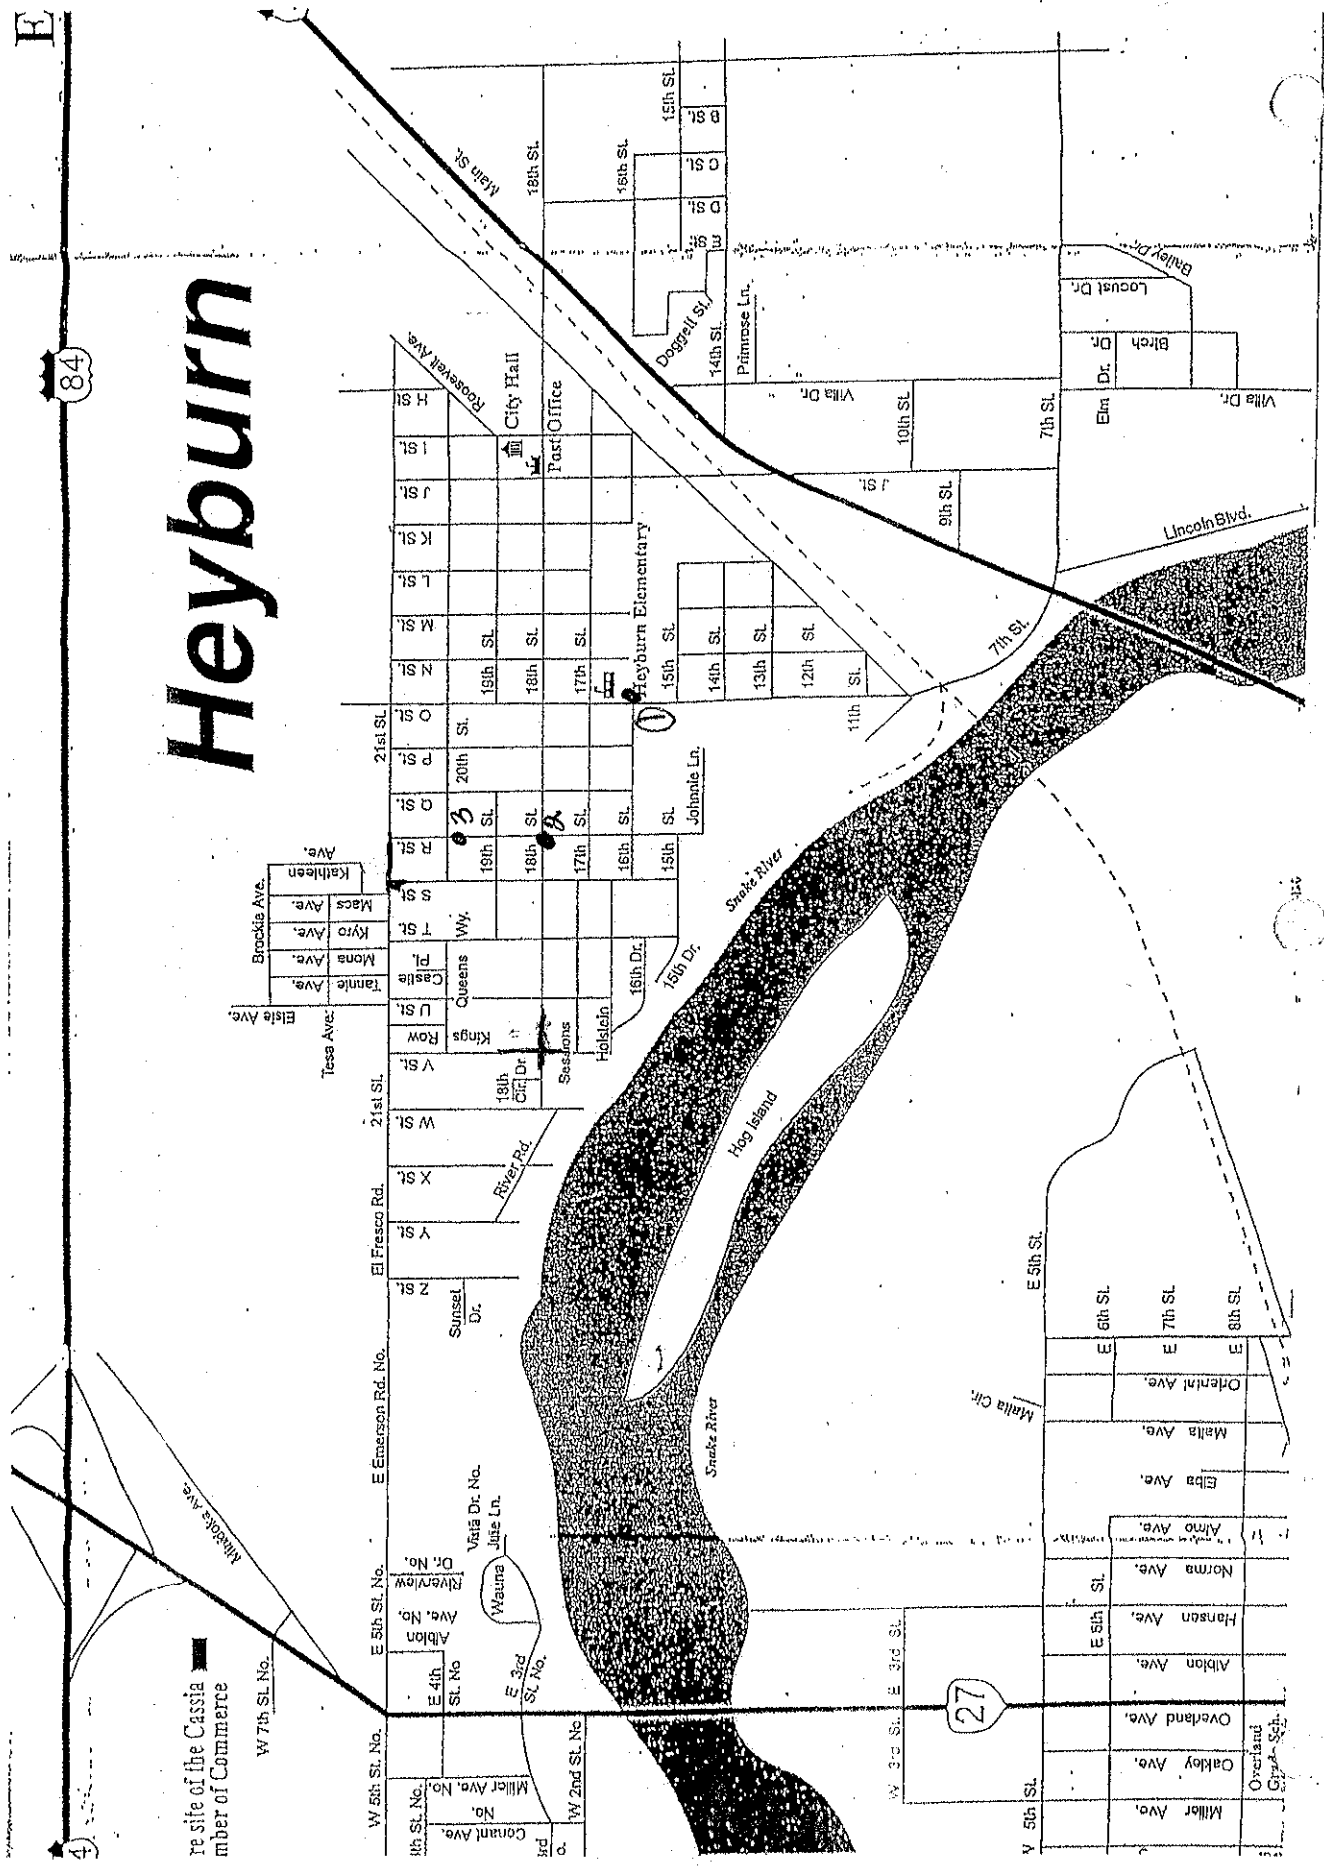 E
84
Heyburn
re site of the Cassia
mber of Commerce
W 7th St. No.
Minidoka Ave.
Main St.
18th St.
16th St.
15th St.
B St.
C St.
D St.
E St.
Doggett St.
14th St.
Primrose Ln.
Bailey Dr.
Locust Dr.
Birch
Dr.
Elm Dr.
Villa Dr.
Villa Dr.
10th St.
7th St.
J St.
9th St.
Lincoln Blvd.
7th St.
Roosevelt Ave.
City Hall
Post Office
H St.
I St.
J St.
K St.
L St.
M St.
N St.
O St.
P St.
Q St.
R St.
S St.
T St.
U St.
V St.
W St.
X St.
Y St.
Z St.
21st St.
20th St.
19th St.
18th St.
17th St.
Heyburn Elementary
15th St.
14th St.
13th St.
12th St.
11th St.
1
3
2
19th St.
18th St.
17th St.
16th St.
15th St.
Johnnie Ln.
Kathleen Ave.
Macs Ave.
Kyro Ave.
Mona Ave.
Tannie Ave.
Brockie Ave.
Elsie Ave.
Tesa Ave.
Castle Pl.
Queens Wy.
Kings Row
Sessions
Holstein
16th Dr.
15th Dr.
Cir. Dr.
21st St.
River Rd.
El Fresco Rd.
Sunset Dr.
E Emerson Rd. No.
Snake River
Hog Island
Snake River
Vista Dr. No.
Julie Ln.
Wauna
Riverview Dr. No.
Albion Ave. No.
E 5th St. No.
E 4th St. No
E 3rd St. No.
W 5th St. No.
Miller Ave. No.
Conant Ave. No.
W 2nd St. No
27
W 3rd St.
E 3rd St.
E 5th St.
Malta Cir.
E 6th St.
E 7th St.
E 8th St.
Oriental Ave.
Malta Ave.
Elba Ave.
Almo Ave.
Norma Ave.
Hansen Ave.
Albion Ave.
Overland Ave.
Oakley Ave.
Miller Ave.
E 5th St.
W 5th St.
Overland
Grade Sch.